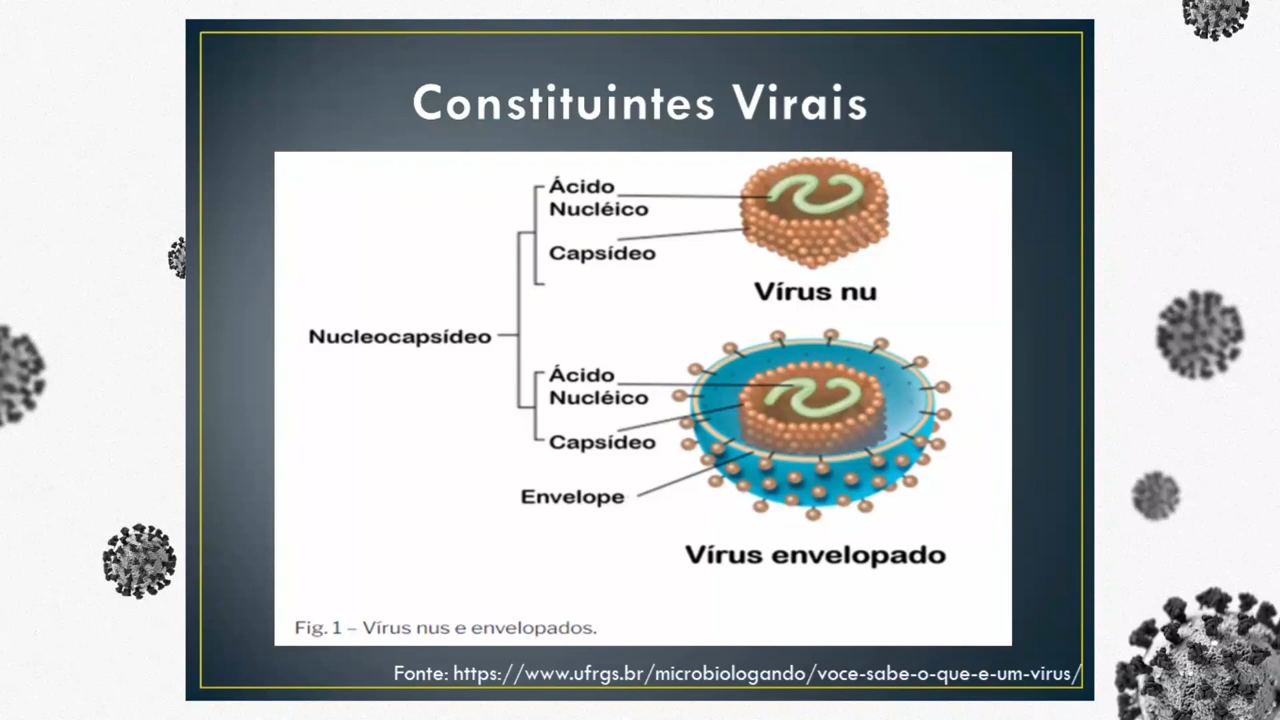 Constituintes Virais
Ácido
Nucléico
Capsídeo
Vírus nu
Nucleocapsídeo
Ácido
Nucléico
Capsídeo
Envelope
Vírus envelopado
Fig. 1 – Vírus nus e envelopados.
Fonte: https://www.ufrgs.br/microbiologando/voce-sabe-o-que-e-um-virus/